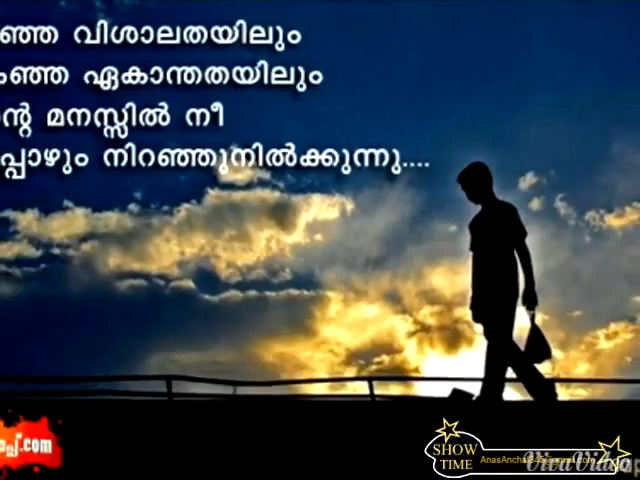 ഞ്ഞ വിശാലതയിലും
ഞ്ഞ ഏകാന്തതയിലും
ന്റെ മനസ്സിൽ നീ
പ്പോഴും നിറഞ്ഞുനിൽക്കുന്നു....
പ്പ്.com
SHOW
TIME
VivaVideo